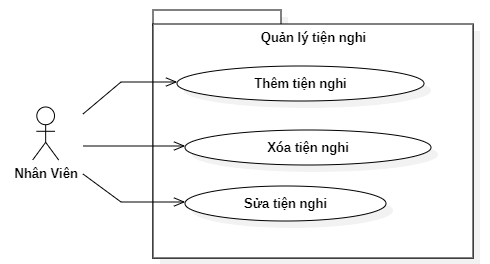 Quản lý tiện nghi
Thêm tiện nghi
Xóa tiện nghi
Nhân Viên
Sửa tiện nghi